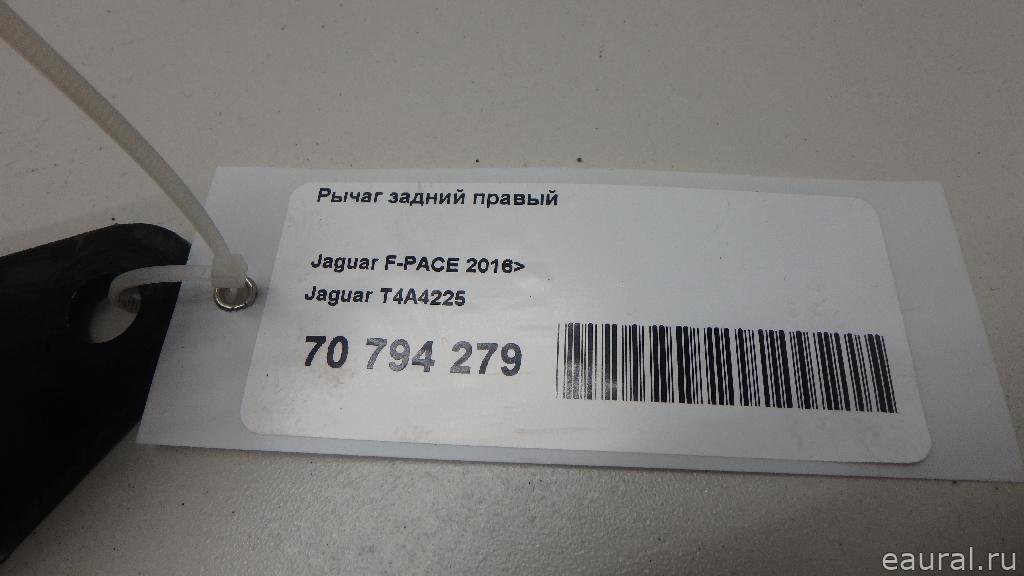 Рычаг задний правый
Jaguar F-PACE 2016>
Jaguar T4A4225
70 794 279
eaural.ru